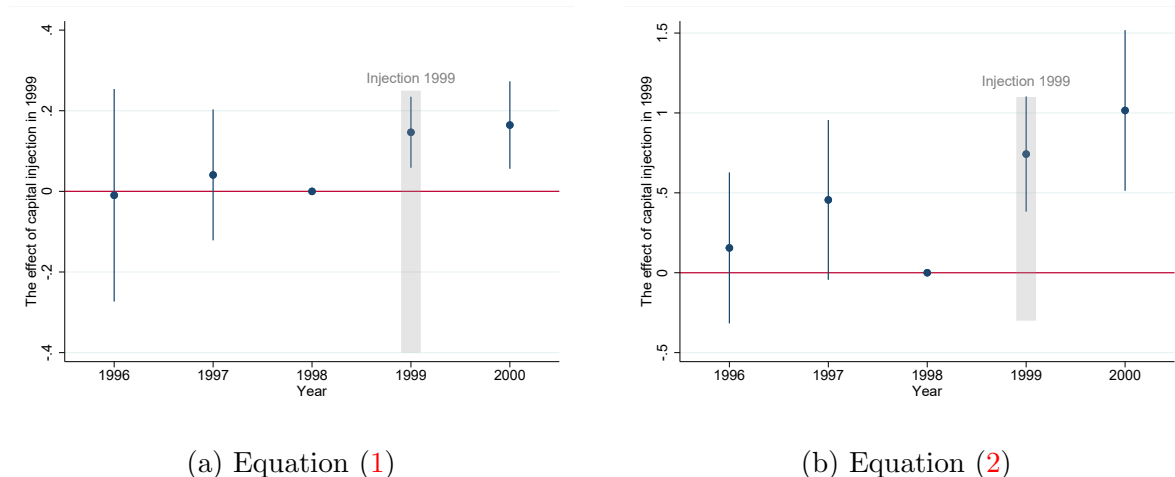 The effect of capital injection in 1999
.4
.2
0
-.2
-.4
Injection 1999
1996 1997 1998 1999 2000
Year
(a) Equation (1)
The effect of capital injection in 1999
1.5
1
.5
0
-.5
Injection 1999
1996 1997 1998 1999 2000
Year
(b) Equation (2)